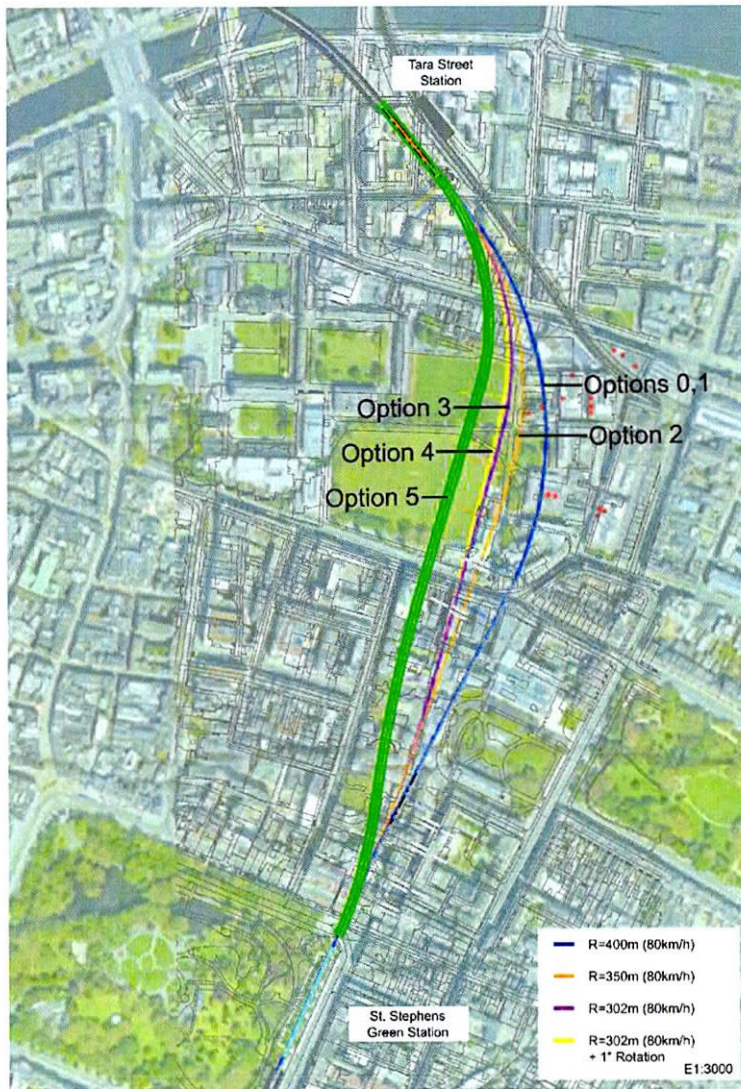 Tara Street
Station
Options 0,1
Option 3
Option 2
Option 4
Option 5
R=400m (80km/h)
R=350m (80km/h)
R=302m (80km/h)
R=302m (80km/h)
+ 1° Rotation
St. Stephens
Green Station
E1:3000